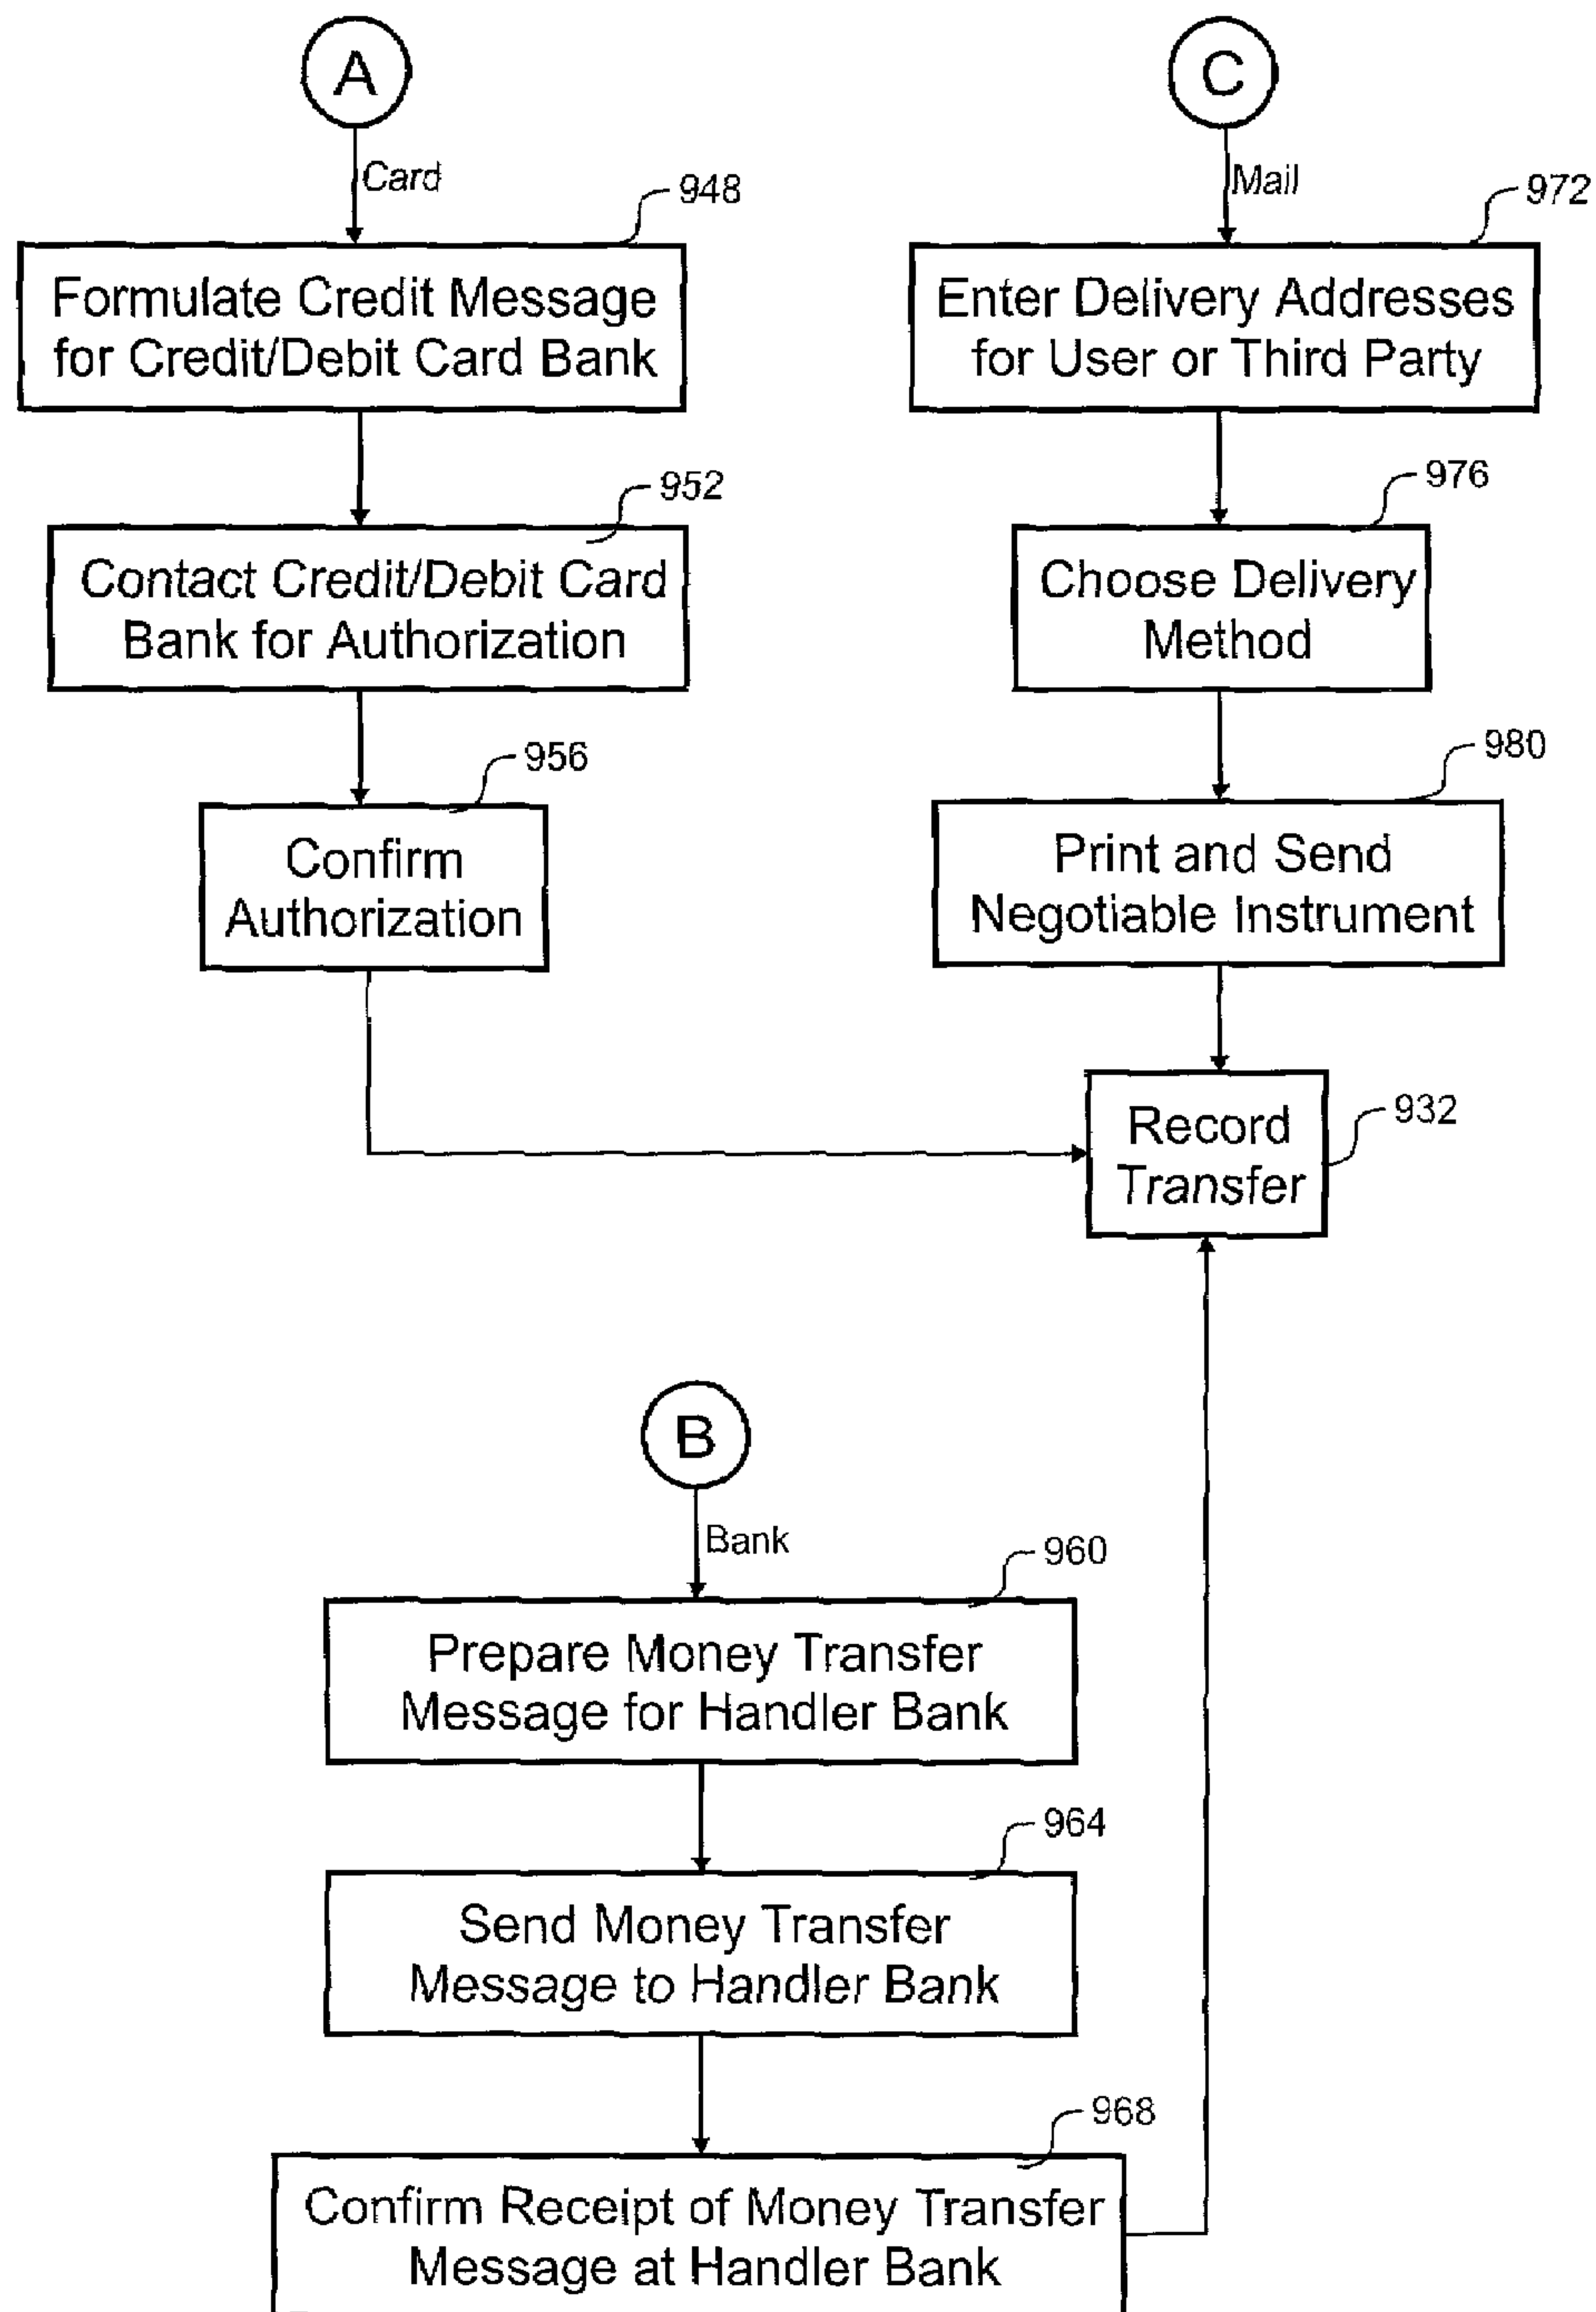 A
Card
948
Formulate Credit Message
for Credit/Debit Card Bank
952
Contact Credit/Debit Card
Bank for Authorization
956
Confirm
Authorization
C
Mail
972
Enter Delivery Addresses
for User or Third Party
976
Choose Delivery
Method
980
Print and Send
Negotiable Instrument
Record
Transfer
932
B
Bank
960
Prepare Money Transfer
Message for Handler Bank
964
Send Money Transfer
Message to Handler Bank
968
Confirm Receipt of Money Transfer
Message at Handler Bank